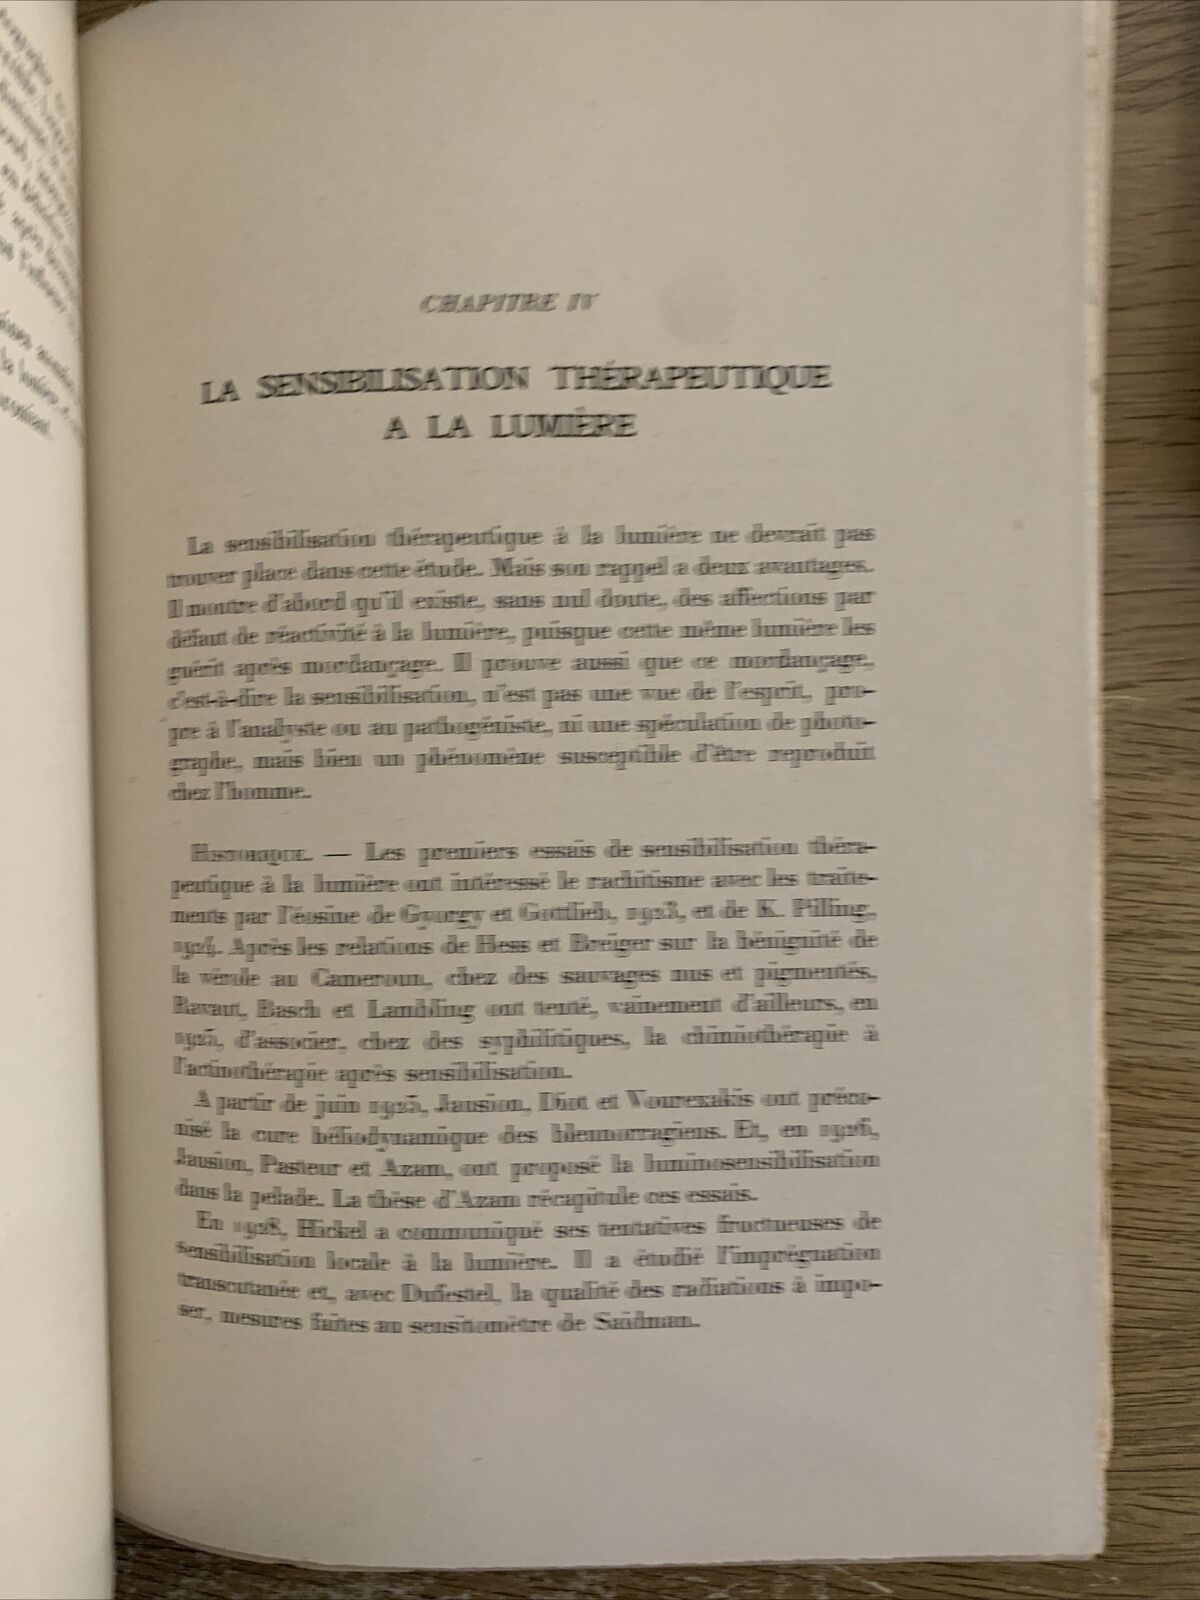 CHAPITRE IV
LA SENSIBILISATION THÉRAPEUTIQUE
A LA LUMIÈRE
La sensibilisation thérapeutique à la lumière ne devrait pas
trouver place dans cette étude. Mais son rappel a deux avantages.
Il montre d'abord qu'il existe, sans nul doute, des affections par
défaut de réactivité à la lumière, puisque cette même lumière les
guérit après mordançage. Il prouve aussi que ce mordançage,
c'est-à-dire la sensibilisation, n'est pas une vue de l'esprit, pro-
pre à l'analyste ou au pathogéniste, ni une spéculation de photo-
graphe, mais bien un phénomène susceptible d'être reproduit
chez l'homme.
HISTORIQUE. — Les premiers essais de sensibilisation théra-
peutique à la lumière ont intéressé le rachitisme avec les traite-
ments par l'éosine de Gyorgy et Gottlieb, 1923, et de K. Pilling,
1924. Après les relations de Hess et Breiger sur la bénignité de
la vérole au Cameroun, chez des sauvages nus et pigmentés,
Ravaut, Basch et Lambling ont tenté, vainement d'ailleurs, en
1925, d'associer, chez des syphilitiques, la chimiothérapie à
l'actinothérapie après sensibilisation.
A partir de juin 1925, Jausion, Diot et Vourexakis ont préco-
nisé la cure héliodynamique des blennorragiens. Et, en 1926,
Jausion, Pasteur et Azam, ont proposé la luminosensibilisation
dans la pelade. La thèse d'Azam récapitule ces essais.
En 1928, Hickel a communiqué ses tentatives fructueuses de
sensibilisation locale à la lumière. Il a étudié l'imprégnation
transcutanée et, avec Dufestel, la qualité des radiations à impo-
ser, mesures faites au sensitomètre de Saidman.